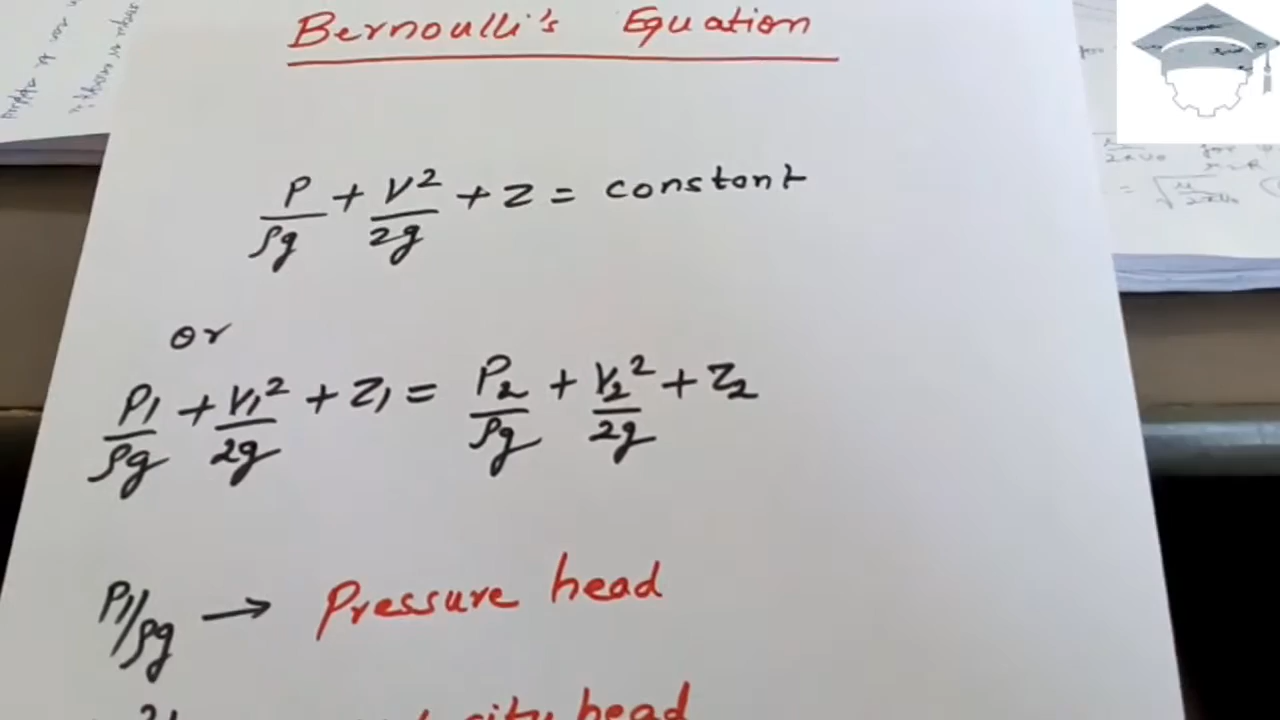 Bernoulli's Equation
P/ρg + V²/2g + Z = constant
or
P₁/ρg + V₁²/2g + Z₁ = P₂/ρg + V₂²/2g + Z₂
P₁/ρg → Pressure head
head